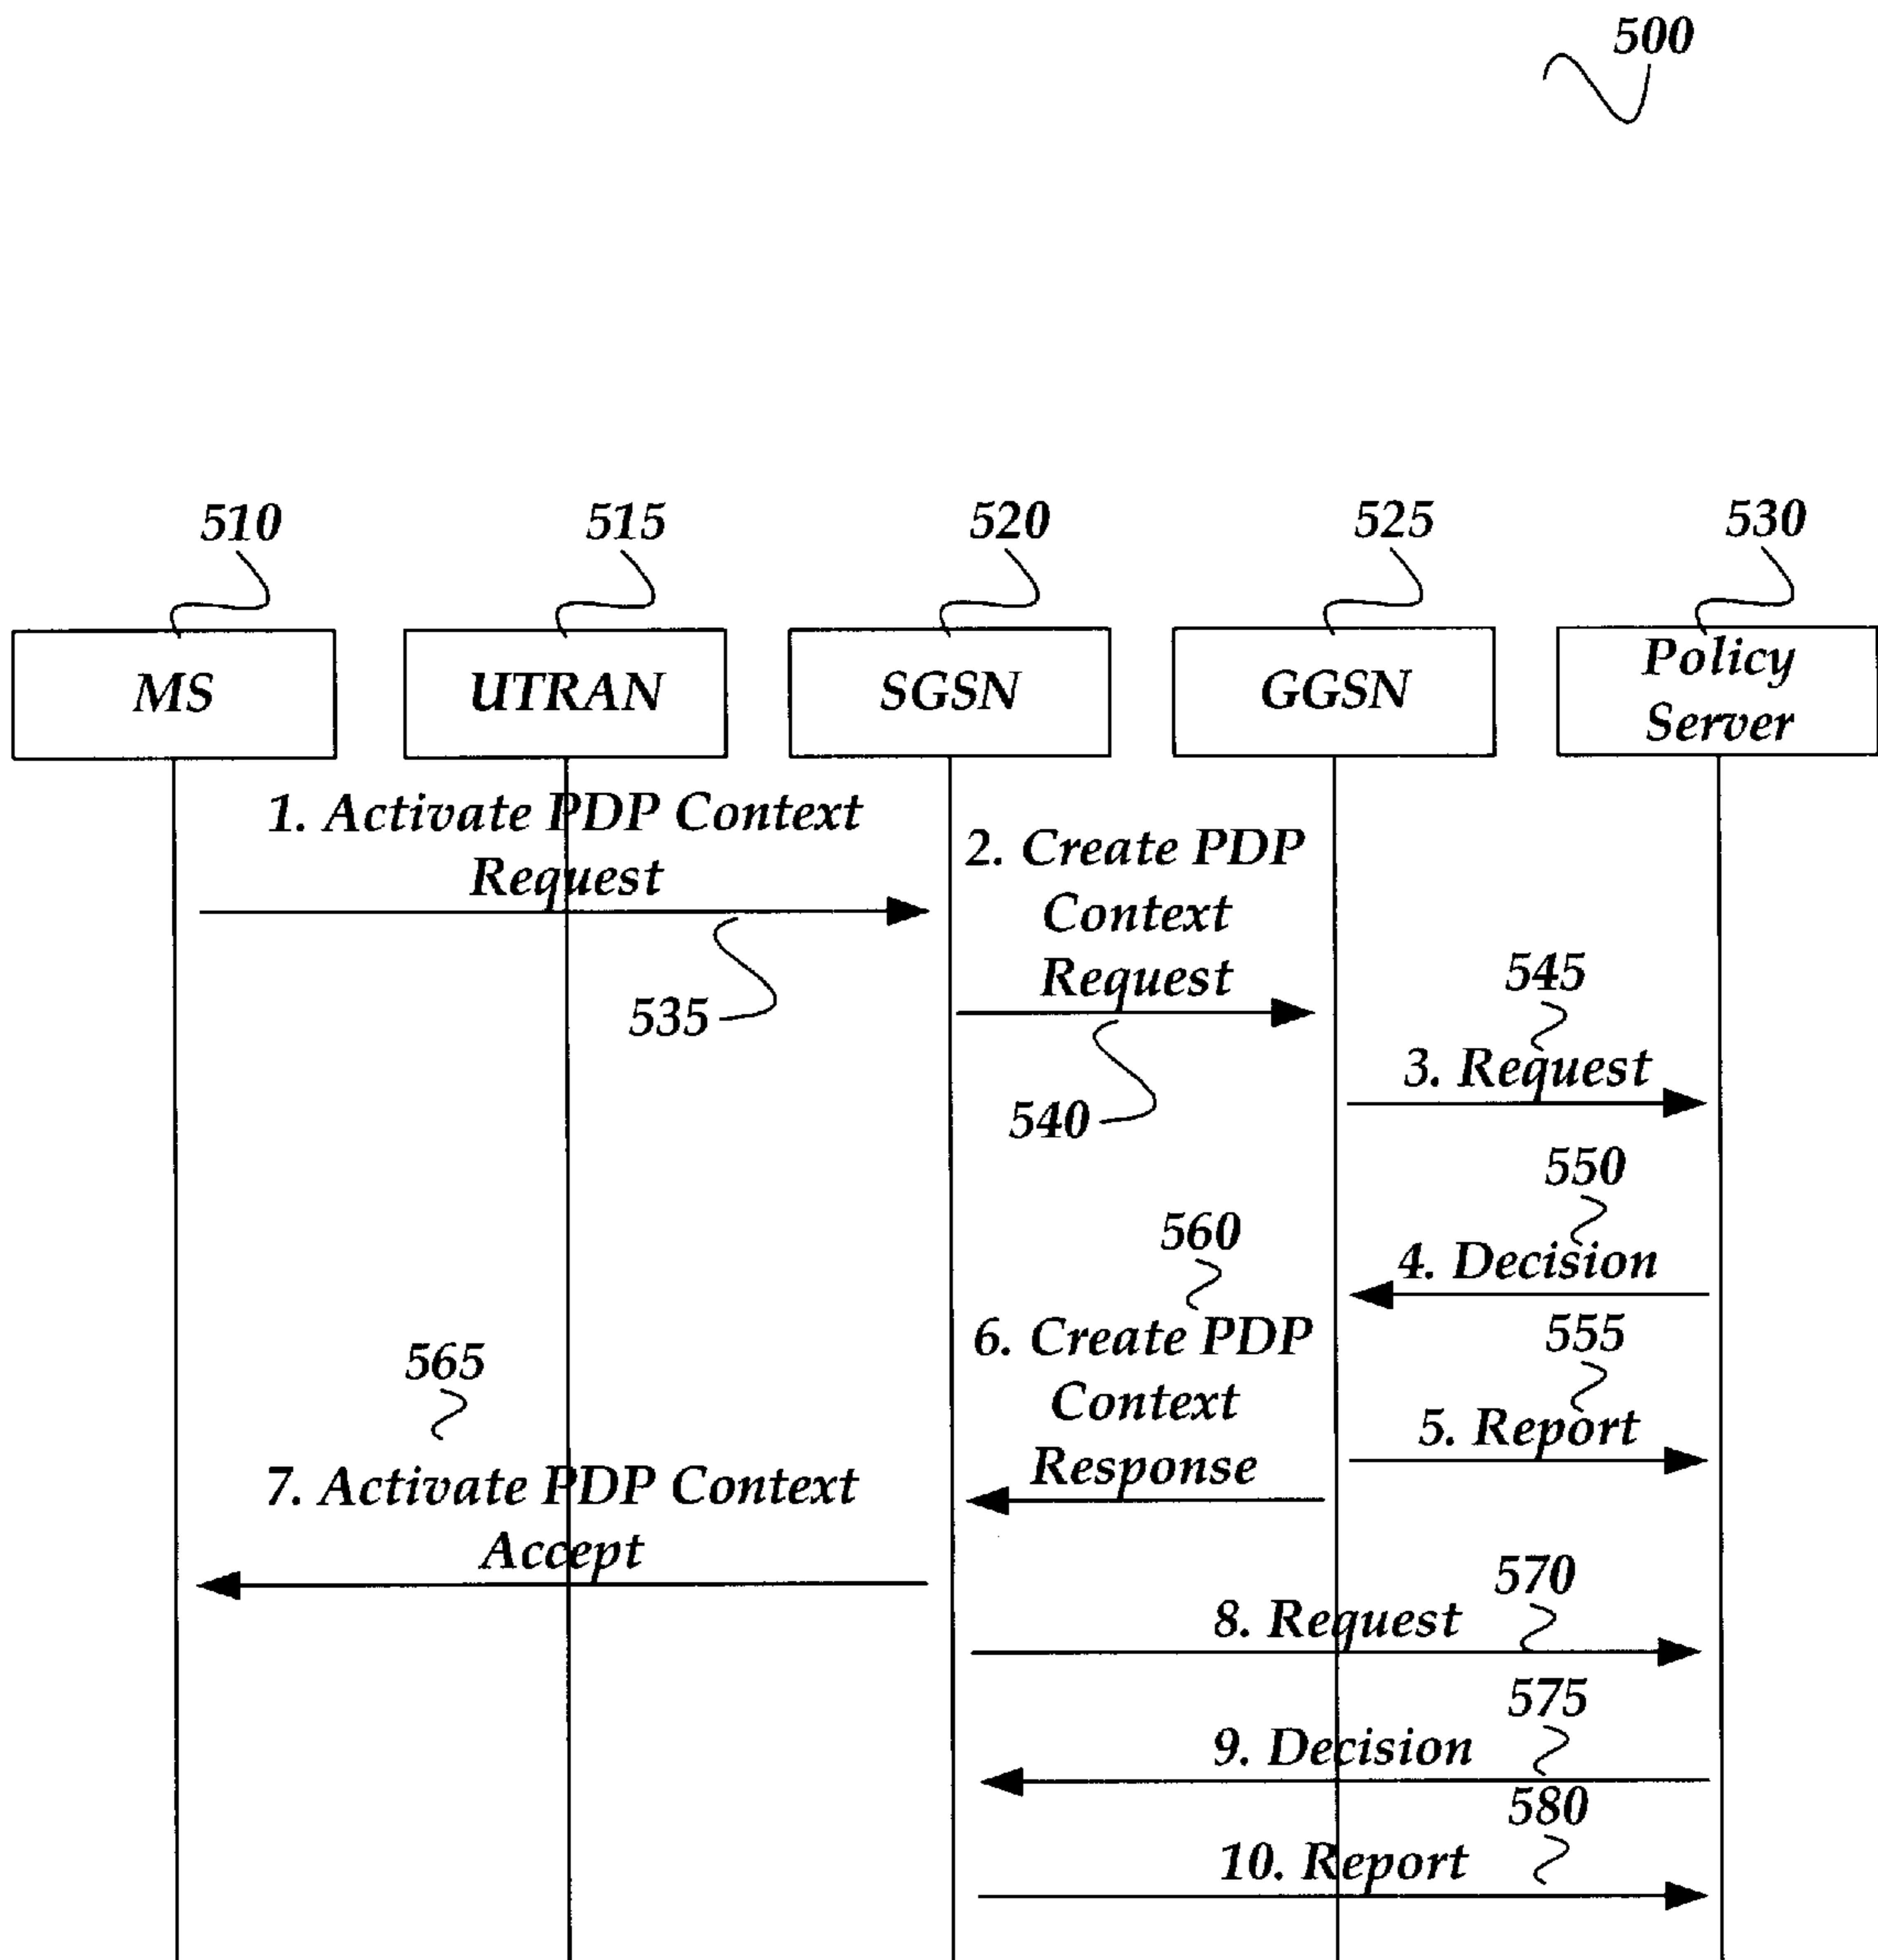 500
510
515
520
525
530
MS
UTRAN
SGSN
GGSN
Policy
Server
1. Activate PDP Context
Request
535
2. Create PDP
Context
Request
540
545
3. Request
550
4. Decision
555
5. Report
560
6. Create PDP
Context
Response
565
7. Activate PDP Context
Accept
570
8. Request
575
9. Decision
580
10. Report